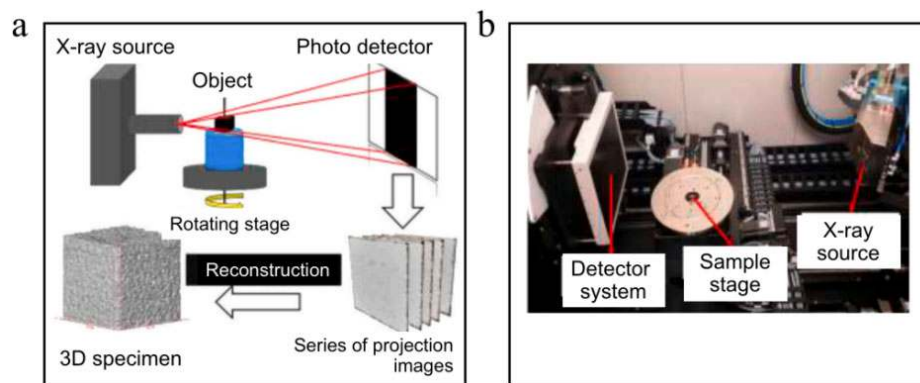 a
X-ray source
Photo detector
Object
Rotating stage
Reconstruction
3D specimen
Series of projection
images
b
Detector
system
Sample
stage
X-ray
source